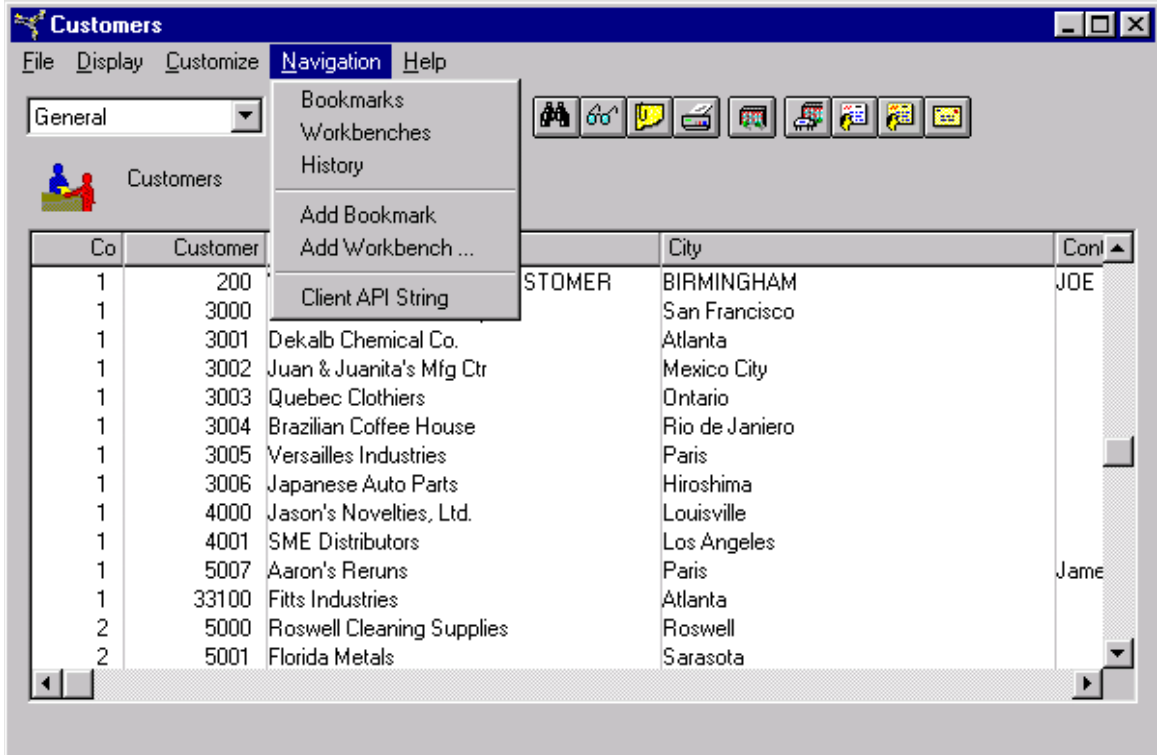 Customers
File Display Customize Navigation Help
General
Bookmarks
Workbenches
History
Add Bookmark
Add Workbench ...
Client API String
Customers
Co Customer City
1 200 STOMER BIRMINGHAM JOE
1 3000 San Francisco
1 3001 Dekalb Chemical Co. Atlanta
1 3002 Juan & Juanita's Mfg Ctr Mexico City
1 3003 Quebec Clothiers Ontario
1 3004 Brazilian Coffee House Rio de Janiero
1 3005 Versailles Industries Paris
1 3006 Japanese Auto Parts Hiroshima
1 4000 Jason's Novelties, Ltd. Louisville
1 4001 SME Distributors Los Angeles
1 5007 Aaron's Reruns Paris Jame
1 33100 Fitts Industries Atlanta
2 5000 Roswell Cleaning Supplies Roswell
2 5001 Florida Metals Sarasota